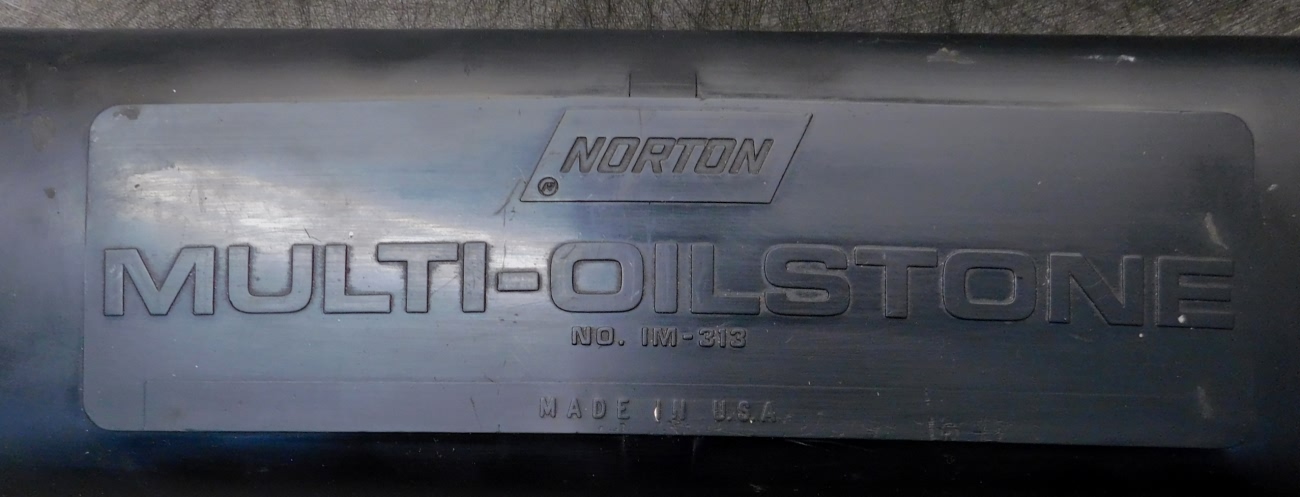 NORTON
MULTI-OILSTONE
NO. IM-313
MADE IN U.S.A.